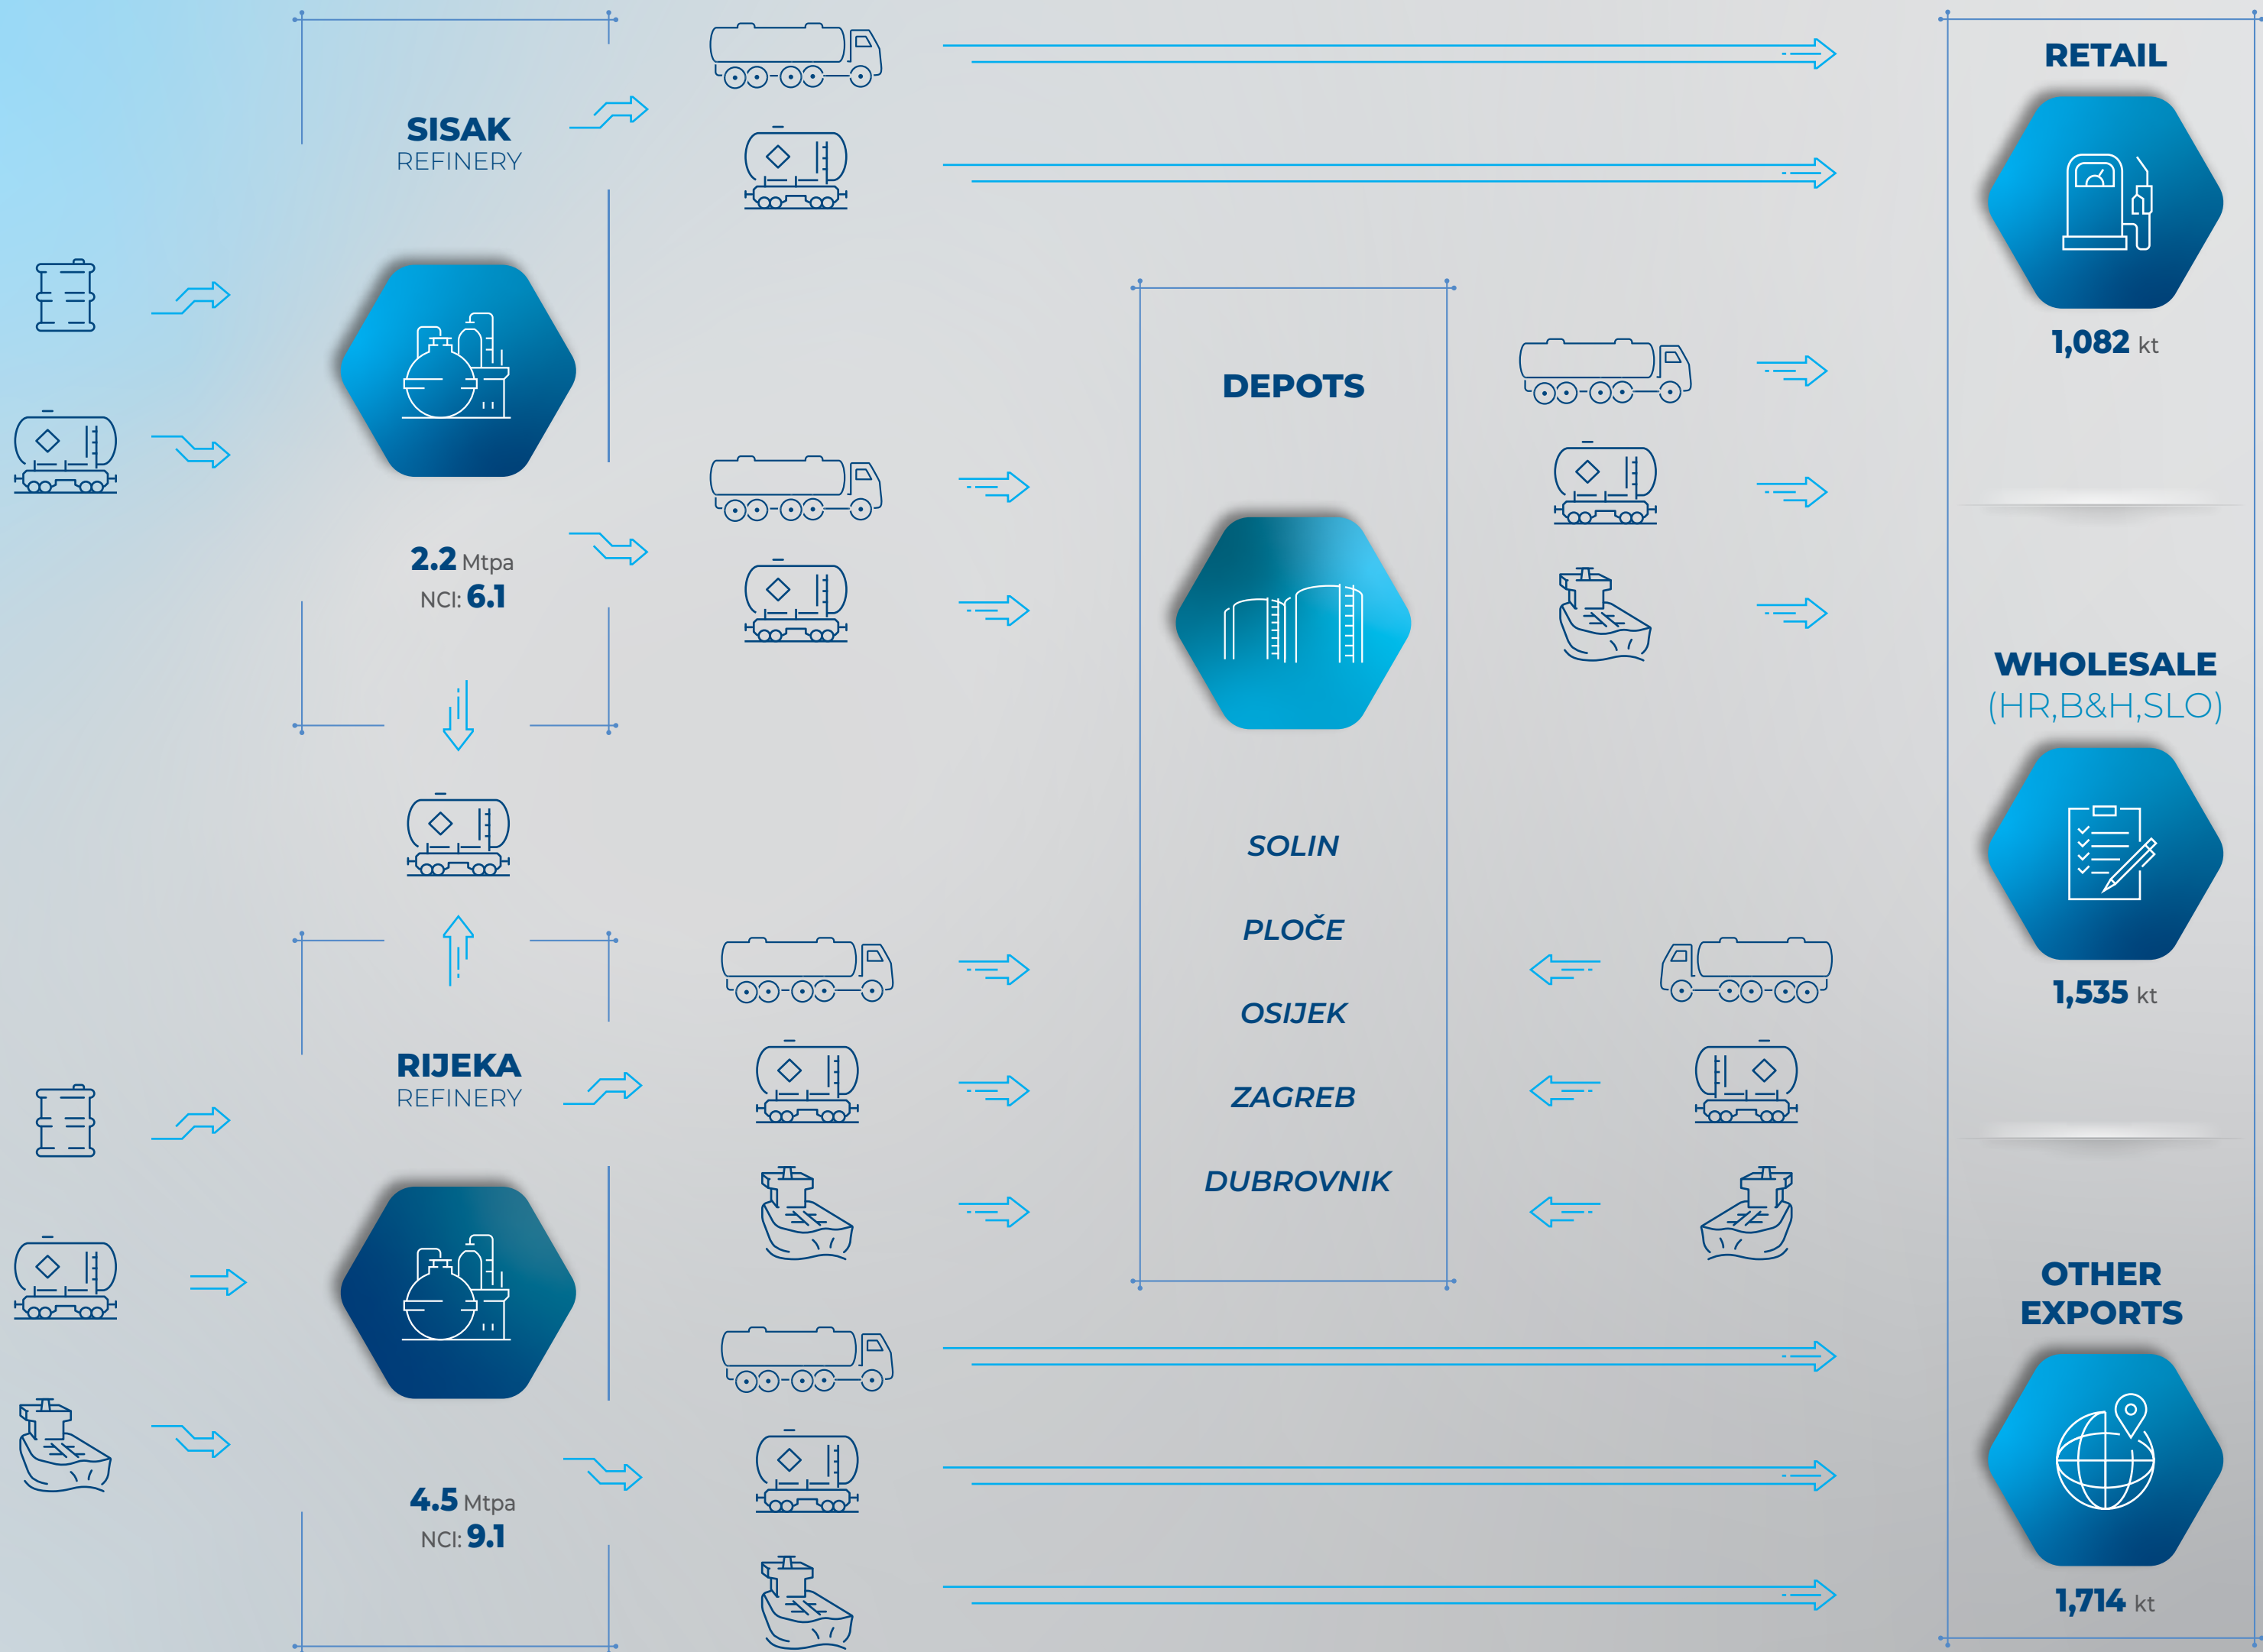 SISAK
REFINERY
2.2 Mtpa
NCI: 6.1
RIJEKA
REFINERY
4.5 Mtpa
NCI: 9.1
DEPOTS
SOLIN
PLOČE
OSIJEK
ZAGREB
DUBROVNIK
RETAIL
1,082 kt
WHOLESALE
(HR,B&H,SLO)
1,535 kt
OTHER
EXPORTS
1,714 kt